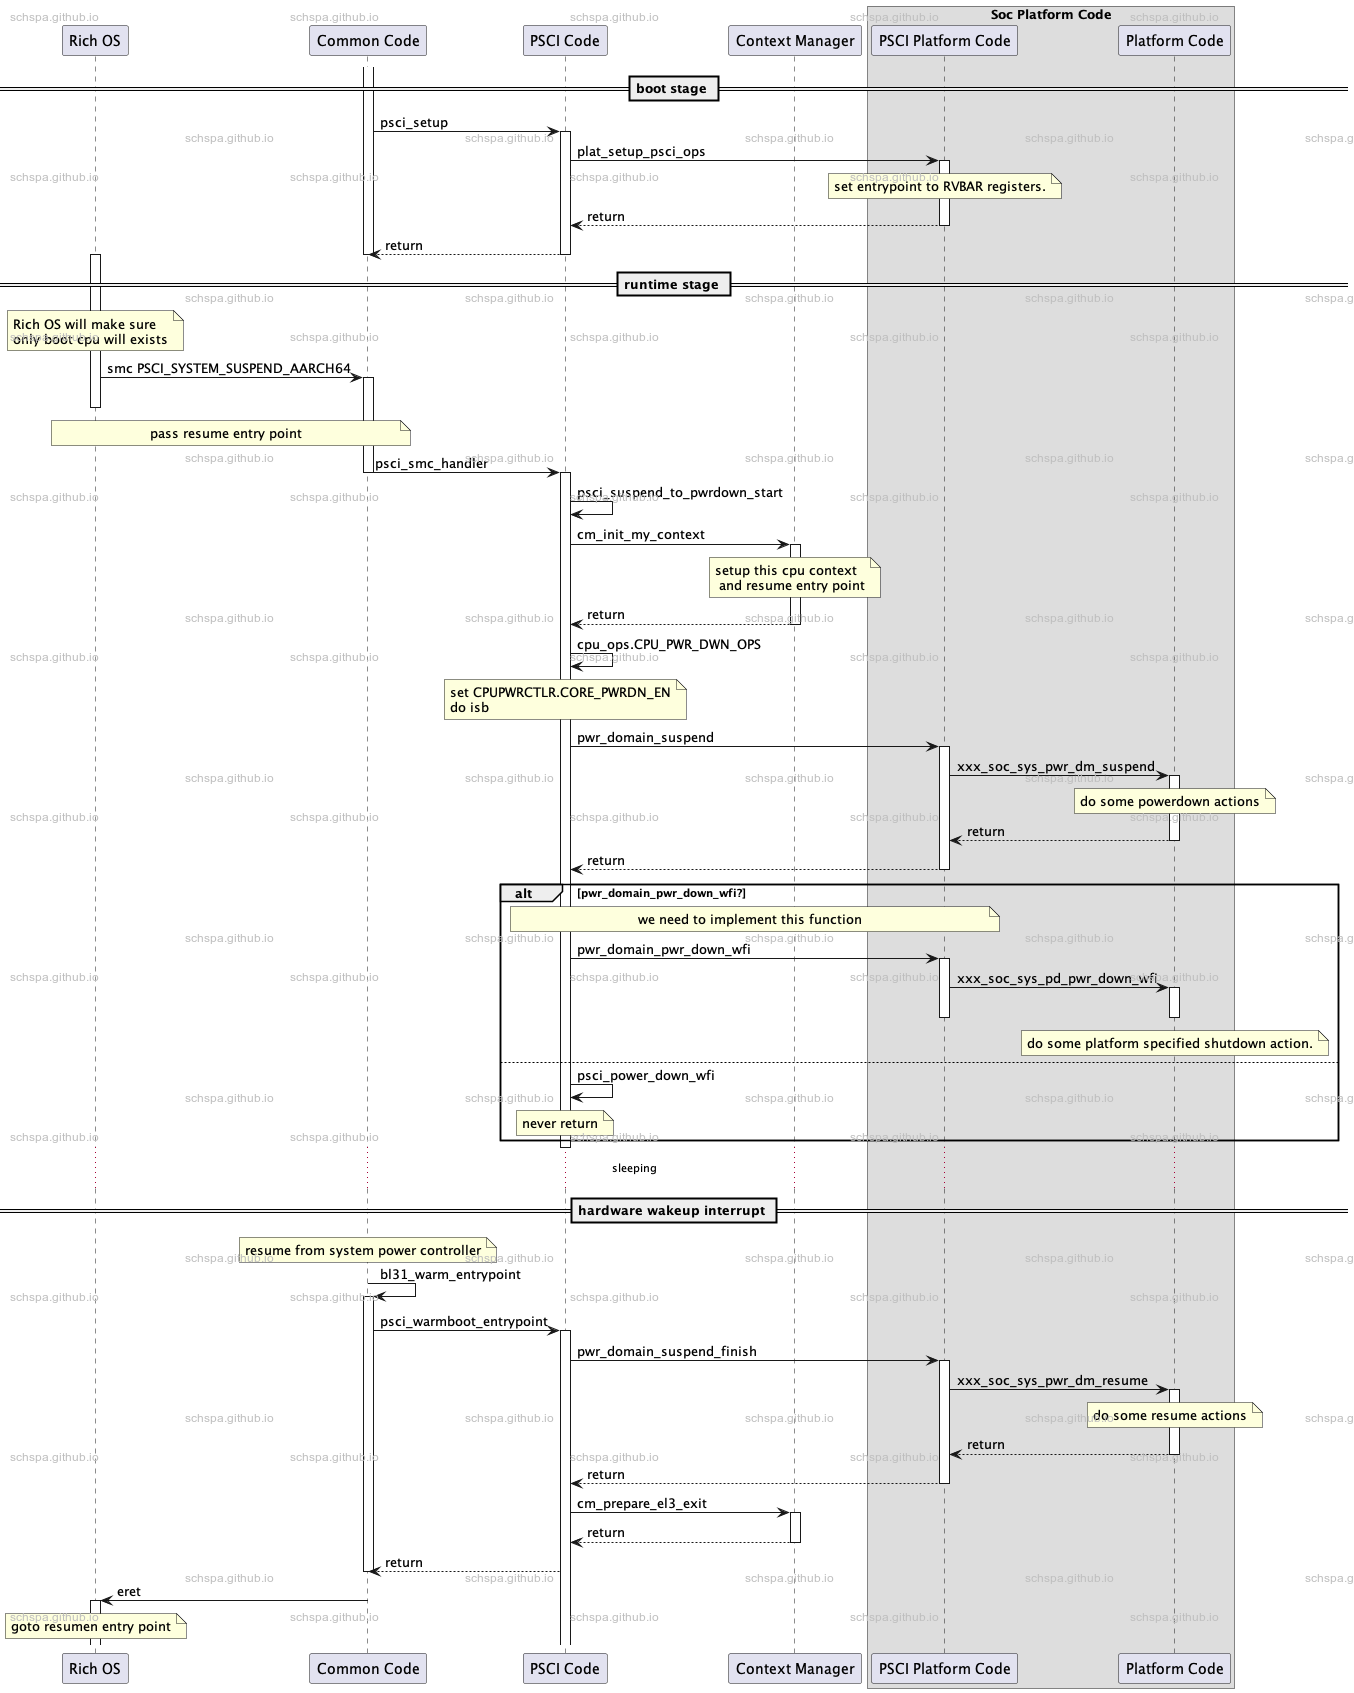 Soc Platform Code
Rich OS
Common Code
PSCI Code
Context Manager
PSCI Platform Code
Platform Code
boot stage
psci_setup
plat_setup_psci_ops
set entrypoint to RVBAR registers.
return
return
runtime stage
Rich OS will make sure
only boot cpu will exists
smc PSCI_SYSTEM_SUSPEND_AARCH64
pass resume entry point
psci_smc_handler
psci_suspend_to_pwrdown_start
cm_init_my_context
setup this cpu context
and resume entry point
return
cpu_ops.CPU_PWR_DWN_OPS
set CPUPWRCTLR.CORE_PWRDN_EN
do isb
pwr_domain_suspend
xxx_soc_sys_pwr_dm_suspend
do some powerdown actions
return
return
alt
[pwr_domain_pwr_down_wfi?]
we need to implement this function
pwr_domain_pwr_down_wfi
xxx_soc_sys_pd_pwr_down_wfi
do some platform specified shutdown action.
psci_power_down_wfi
never return
sleeping
hardware wakeup interrupt
resume from system power controller
bl31_warm_entrypoint
psci_warmboot_entrypoint
pwr_domain_suspend_finish
xxx_soc_sys_pwr_dm_resume
do some resume actions
return
return
cm_prepare_el3_exit
return
return
eret
goto resumen entry point
Rich OS
Common Code
PSCI Code
Context Manager
PSCI Platform Code
Platform Code
schspa.github.io